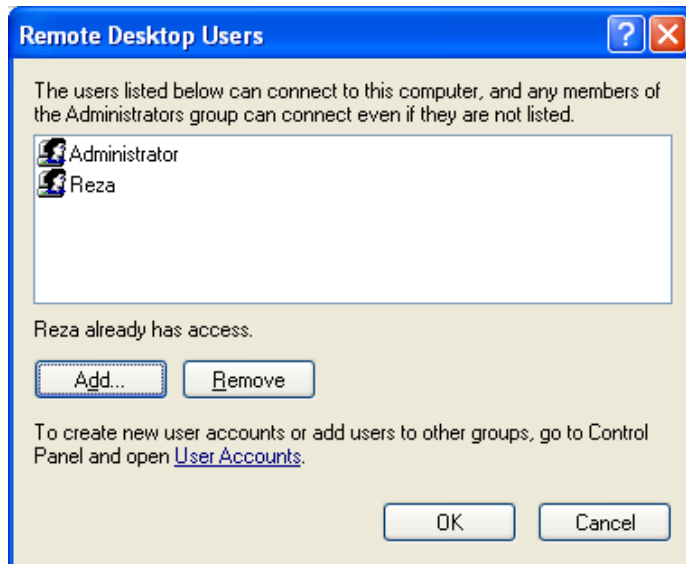 Remote Desktop Users
The users listed below can connect to this computer, and any members of
the Administrators group can connect even if they are not listed.
Administrator
Reza
Reza already has access.
Add...
Remove
To create new user accounts or add users to other groups, go to Control
Panel and open User Accounts.
OK
Cancel